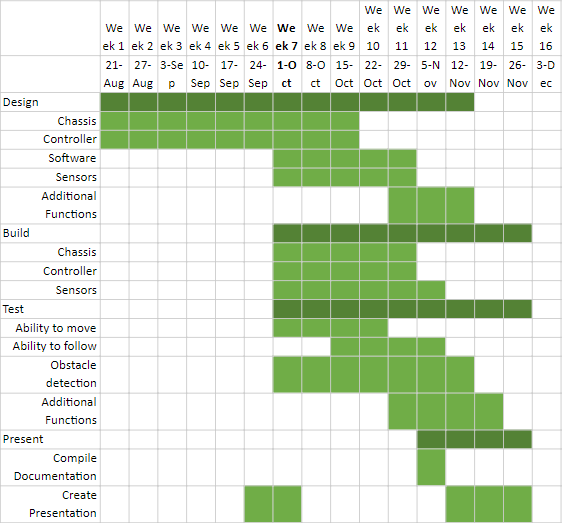 We We We We We We We We We We We We We We We We
ek 1 ek 2 ek 3 ek 4 ek 5 ek 6 ek 7 ek 8 ek 9 ek ek ek ek ek ek ek
10 11 12 13 14 15 16
21- 27- 3-Se 10- 17- 24- 1-O 8-O 15- 22- 29- 5-N 12- 19- 26- 3-D
Aug Aug p Sep Sep Sep ct ct Oct Oct Oct ov Nov Nov Nov ec
Design
Chassis
Controller
Software
Sensors
Additional
Functions
Build
Chassis
Controller
Sensors
Test
Ability to move
Ability to follow
Obstacle
detection
Additional
Functions
Present
Compile
Documentation
Create
Presentation